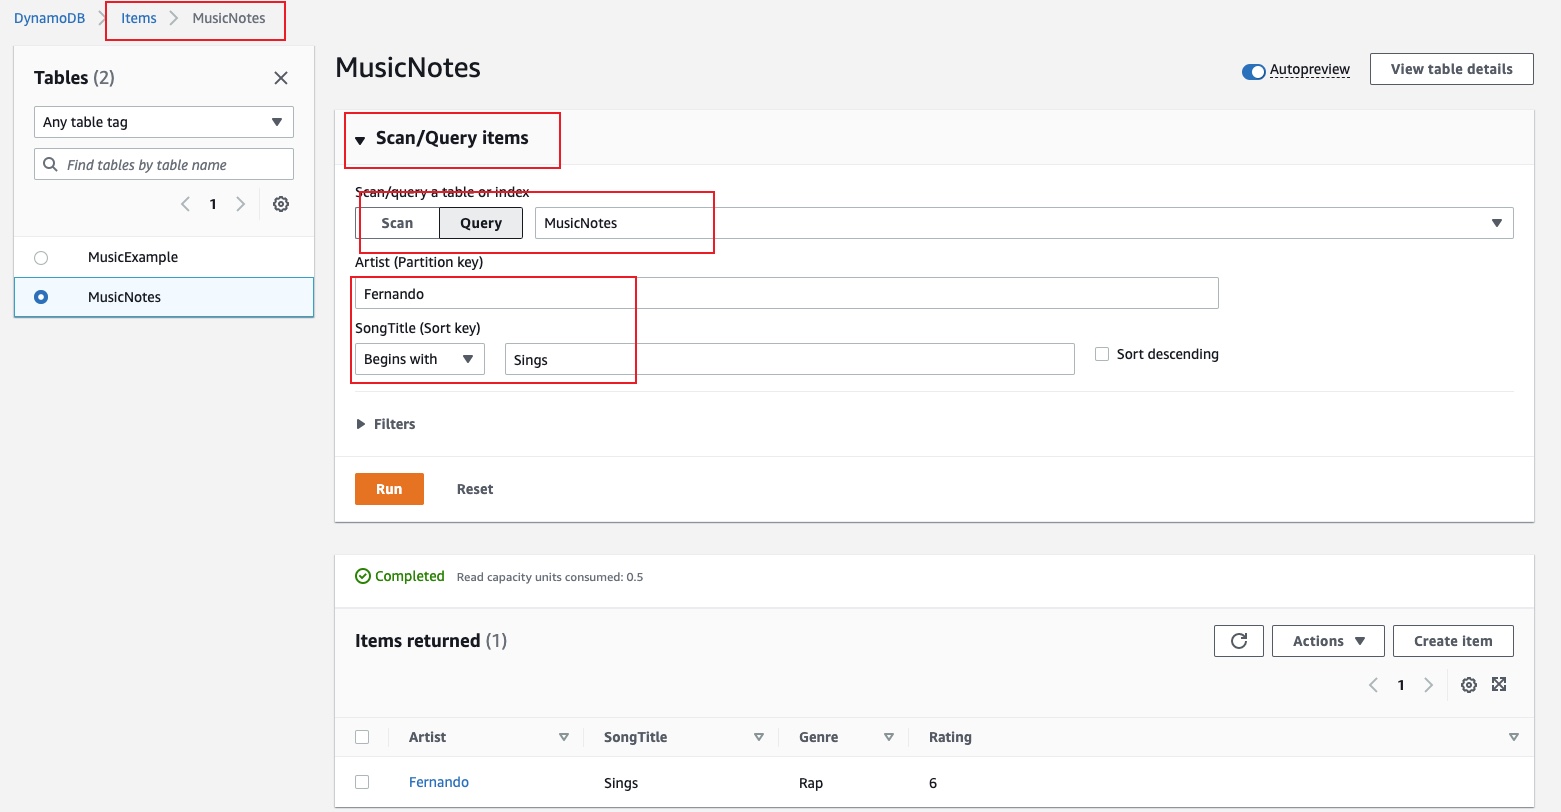 DynamoDB > Items > MusicNotes
Tables (2)
Any table tag
Find tables by table name
1
MusicExample
MusicNotes
MusicNotes
Autopreview
View table details
Scan/Query items
Scan/query a table or index
Scan Query MusicNotes
Artist (Partition key)
Fernando
SongTitle (Sort key)
Begins with Sings Sort descending
Filters
Run Reset
Completed Read capacity units consumed: 0.5
Items returned (1)
Actions Create item
1
Artist SongTitle Genre Rating
Fernando Sings Rap 6